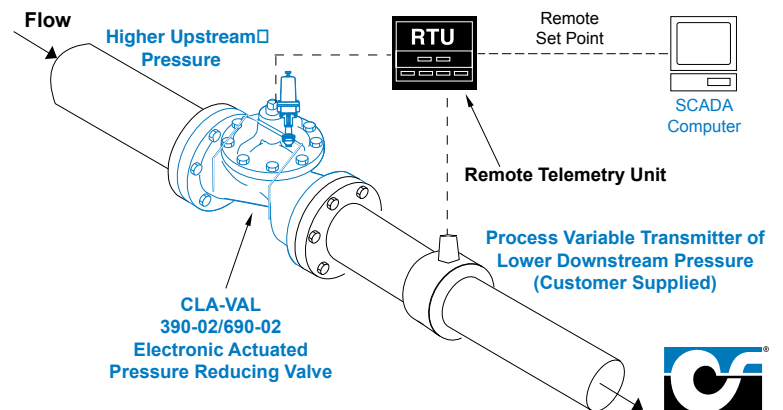 Flow
Higher Upstream
Pressure
RTU
Remote
Set Point
SCADA
Computer
Remote Telemetry Unit
Process Variable Transmitter of
Lower Downstream Pressure
(Customer Supplied)
CLA-VAL
390-02/690-02
Electronic Actuated
Pressure Reducing Valve
®